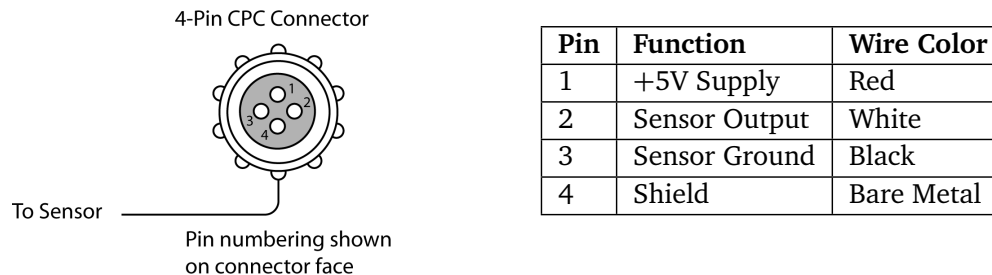 4-Pin CPC Connector
1
2
3
4
To Sensor
Pin numbering shown
on connector face
Pin Function Wire Color
1 +5V Supply Red
2 Sensor Output White
3 Sensor Ground Black
4 Shield Bare Metal